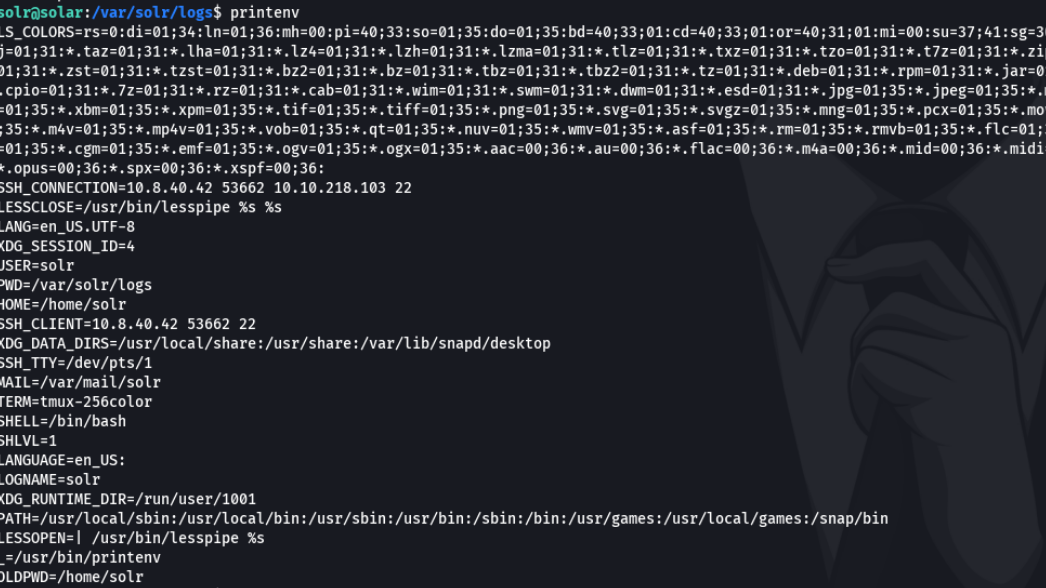 solr@solar:/var/solr/logs$ printenv
LS_COLORS=rs=0:di=01;34:ln=01;36:mh=00:pi=40;33:so=01;35:do=01;35:bd=40;33;01:cd=40;33;01:or=40;31;01:mi=00:su=37;41:sg=3
j=01;31:*.taz=01;31:*.lha=01;31:*.lz4=01;31:*.lzh=01;31:*.lzma=01;31:*.tlz=01;31:*.txz=01;31:*.tzo=01;31:*.t7z=01;31:*.zip
01;31:*.zst=01;31:*.tzst=01;31:*.bz2=01;31:*.bz=01;31:*.tbz=01;31:*.tbz2=01;31:*.tz=01;31:*.deb=01;31:*.rpm=01;31:*.jar=0
.cpio=01;31:*.7z=01;31:*.rz=01;31:*.cab=01;31:*.wim=01;31:*.swm=01;31:*.dwm=01;31:*.esd=01;31:*.jpg=01;35:*.jpeg=01;35:*.
=01;35:*.xbm=01;35:*.xpm=01;35:*.tif=01;35:*.tiff=01;35:*.png=01;35:*.svg=01;35:*.svgz=01;35:*.mng=01;35:*.pcx=01;35:*.mo
;35:*.m4v=01;35:*.mp4v=01;35:*.vob=01;35:*.qt=01;35:*.nuv=01;35:*.wmv=01;35:*.asf=01;35:*.rm=01;35:*.rmvb=01;35:*.flc=01;
=01;35:*.cgm=01;35:*.emf=01;35:*.ogv=01;35:*.ogx=01;35:*.aac=00;36:*.au=00;36:*.flac=00;36:*.m4a=00;36:*.mid=00;36:*.midi
*.opus=00;36:*.spx=00;36:*.xspf=00;36:
SSH_CONNECTION=10.8.40.42 53662 10.10.218.103 22
LESSCLOSE=/usr/bin/lesspipe %s %s
LANG=en_US.UTF-8
XDG_SESSION_ID=4
USER=solr
PWD=/var/solr/logs
HOME=/home/solr
SSH_CLIENT=10.8.40.42 53662 22
XDG_DATA_DIRS=/usr/local/share:/usr/share:/var/lib/snapd/desktop
SSH_TTY=/dev/pts/1
MAIL=/var/mail/solr
TERM=tmux-256color
SHELL=/bin/bash
SHLVL=1
LANGUAGE=en_US:
LOGNAME=solr
XDG_RUNTIME_DIR=/run/user/1001
PATH=/usr/local/sbin:/usr/local/bin:/usr/sbin:/usr/bin:/sbin:/bin:/usr/games:/usr/local/games:/snap/bin
LESSOPEN=| /usr/bin/lesspipe %s
_=/usr/bin/printenv
OLDPWD=/home/solr